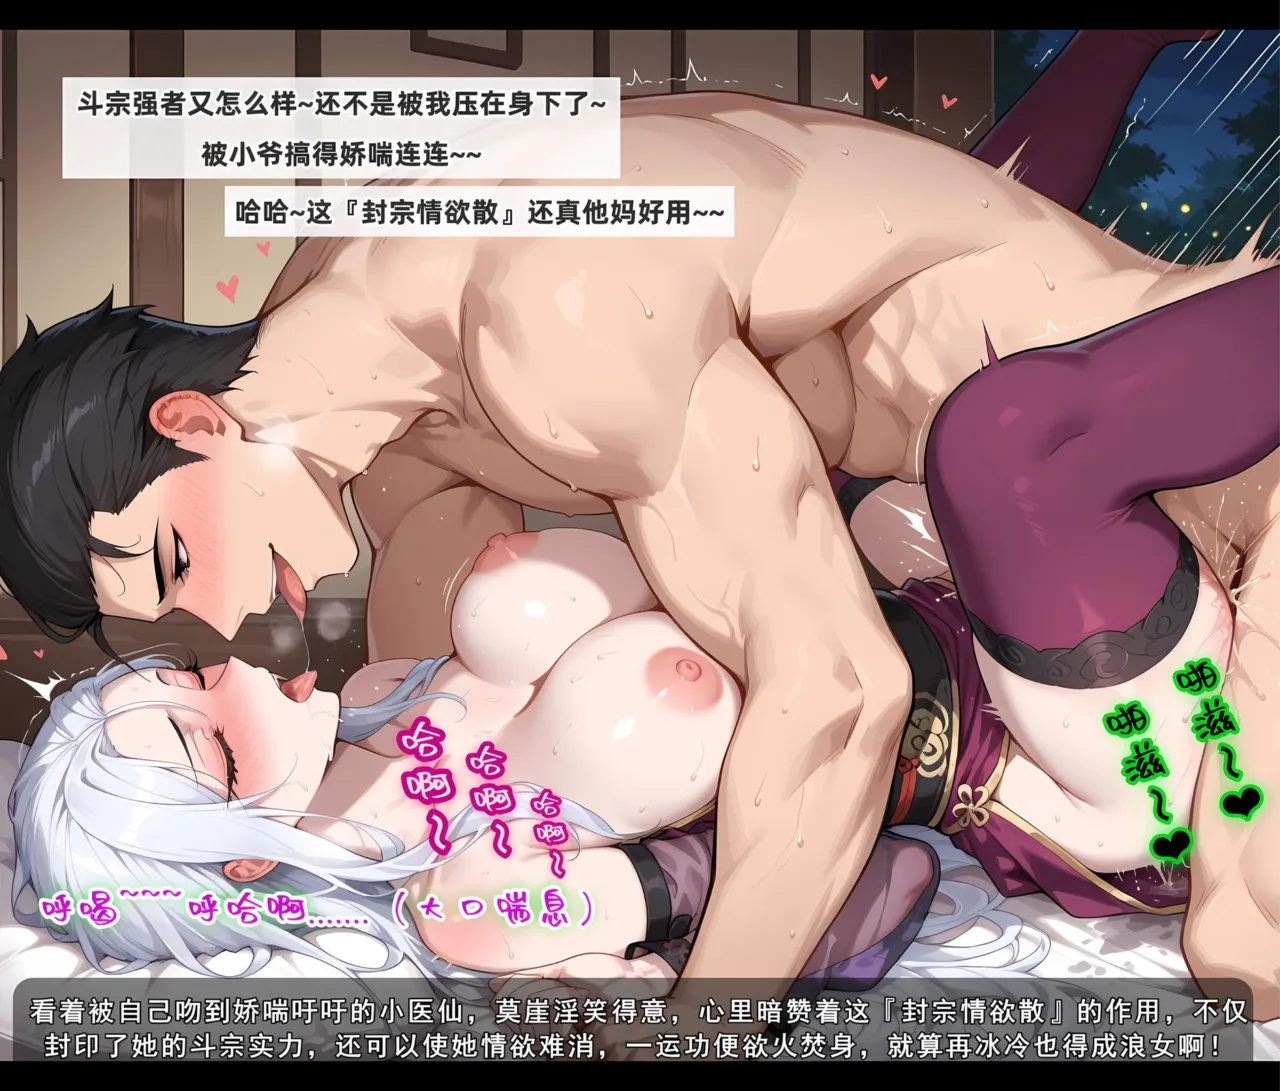 斗宗强者又怎么样~还不是被我压在身下了~
被小爷搞得娇喘连连~~
哈哈~这『封宗情欲散』还真他妈好用~~
啪滋~
啪滋~
哈啊~
哈啊~
哈啊~
呼喝~~~呼哈啊.......（大口喘息）
看着被自己吻到娇喘吁吁的小医仙，莫崖淫笑得意，心里暗赞着这『封宗情欲散』的作用，不仅
封印了她的斗宗实力，还可以使她情欲难消，一运功便欲火焚身，就算再冰冷也得成浪女啊！